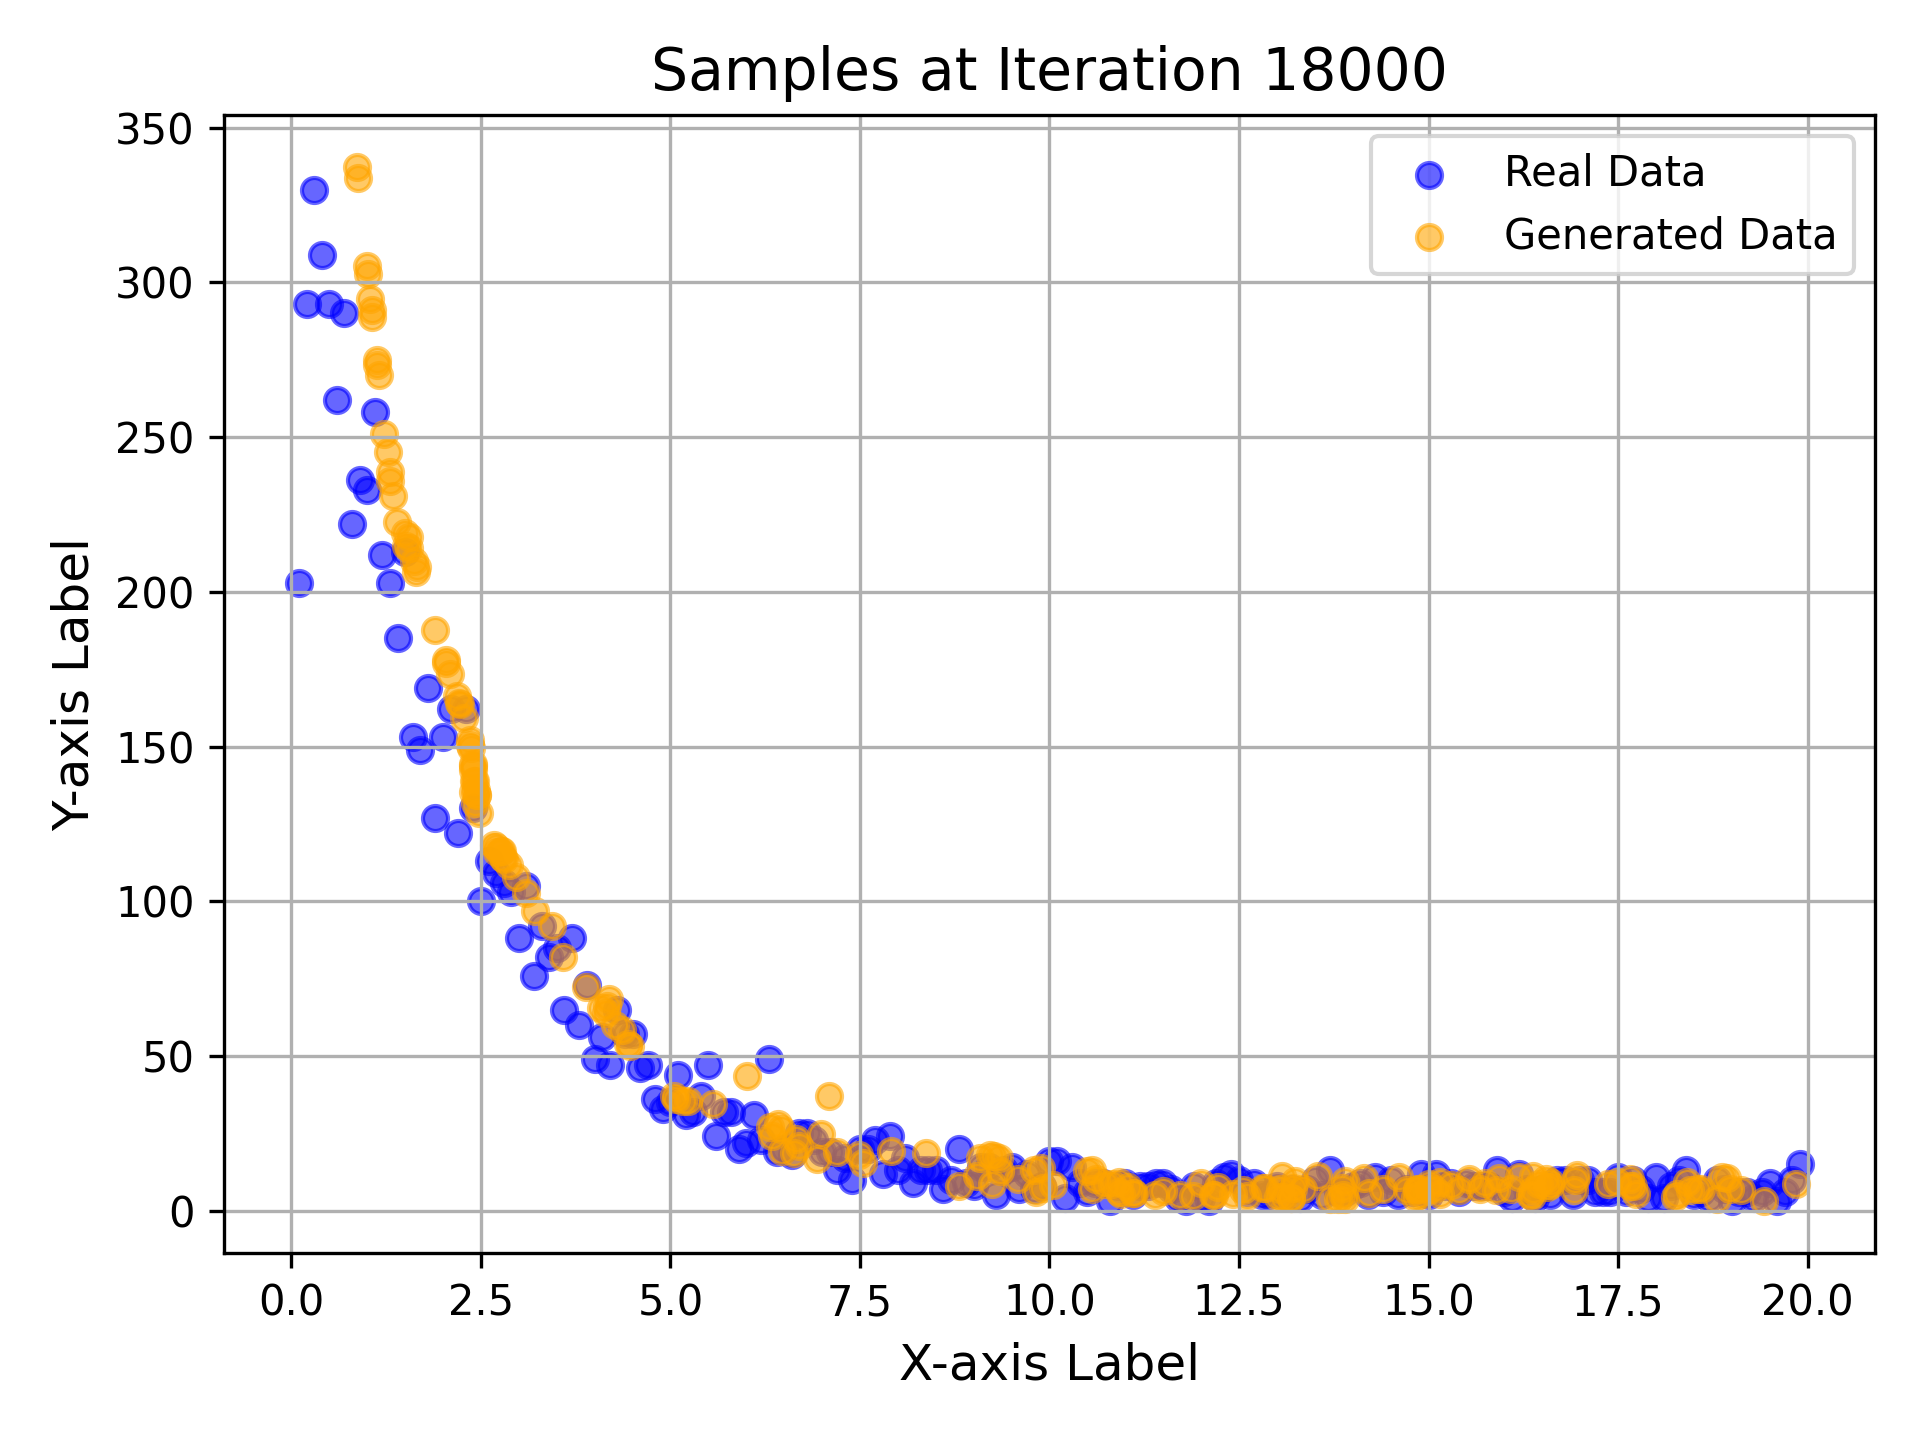 Samples at Iteration 18000
350
300
250
200
150
100
50
0
Y-axis Label
Real Data
Generated Data
0.0 2.5 5.0 7.5 10.0 12.5 15.0 17.5 20.0
X-axis Label